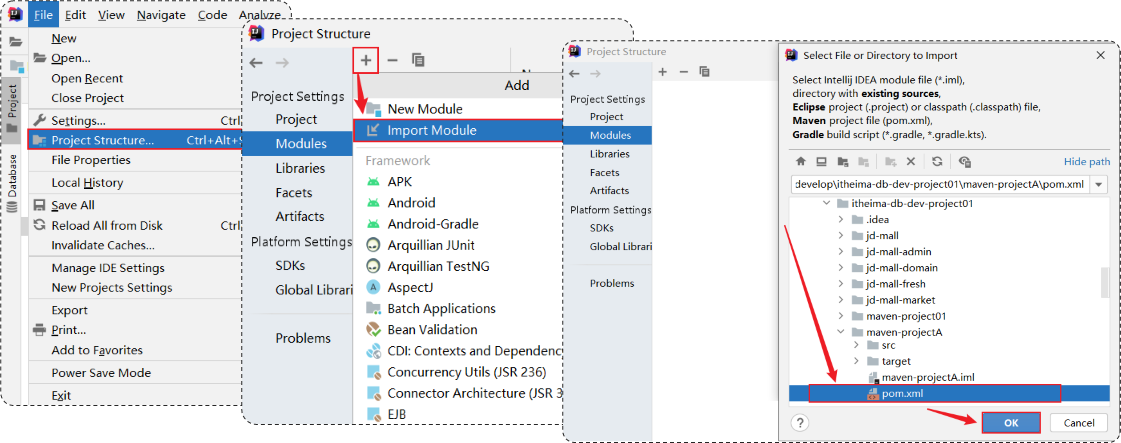 File Edit View Navigate Code Analyze
Project
Database
New
Open...
Open Recent
Close Project
Settings...
Project Structure... Ctrl+Alt+
File Properties
Local History
Save All
Reload All from Disk
Invalidate Caches...
Manage IDE Settings
New Projects Settings
Export
Print...
Add to Favorites
Power Save Mode
Exit
Project Structure
Project Settings
Project
Modules
Libraries
Facets
Artifacts
Platform Settings
SDKs
Global Librari
Problems
Add
New Module
Import Module
Framework
APK
Android
Android-Gradle
Arquillian JUnit
Arquillian TestNG
AspectJ
Batch Applications
Bean Validation
CDI: Contexts and Dependenc
Concurrency Utils (JSR 236)
Connector Architecture (JSR 3
EJB
Project Structure
Project Settings
Project
Modules
Libraries
Facets
Artifacts
Platform Settings
SDKs
Global Librari
Problems
Select File or Directory to Import
Select Intellij IDEA module file (*.iml),
directory with existing sources,
Eclipse project (.project) or classpath (.classpath) file,
Maven project file (pom.xml),
Gradle build script (*.gradle, *.gradle.kts).
Hide path
develop\itheima-db-dev-project01\maven-projectA\pom.xml
itheima-db-dev-project01
.idea
jd-mall
jd-mall-admin
jd-mall-domain
jd-mall-fresh
jd-mall-market
maven-project01
maven-projectA
src
target
maven-projectA.iml
pom.xml
? OK Cancel